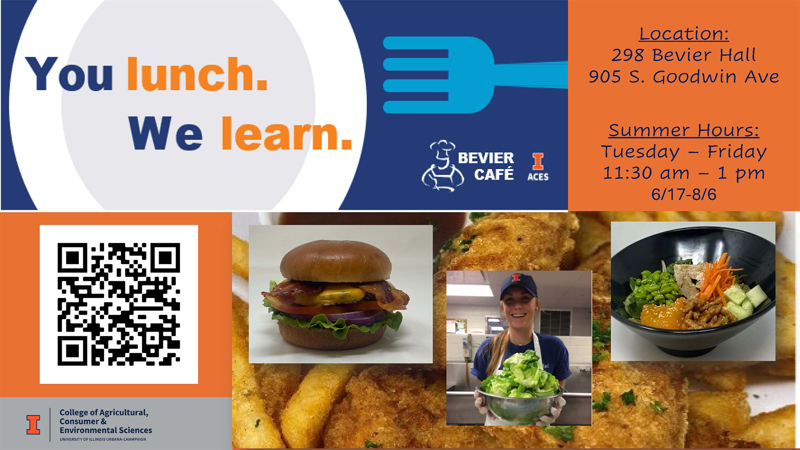 You lunch.
We learn.
BEVIER
CAFÉ
I
ACES
Location:
298 Bevier Hall
905 S. Goodwin Ave
Summer Hours:
Tuesday – Friday
11:30 am – 1 pm
6/17-8/6
I
College of Agricultural,
Consumer &
Environmental Sciences
UNIVERSITY OF ILLINOIS URBANA-CHAMPAIGN
I